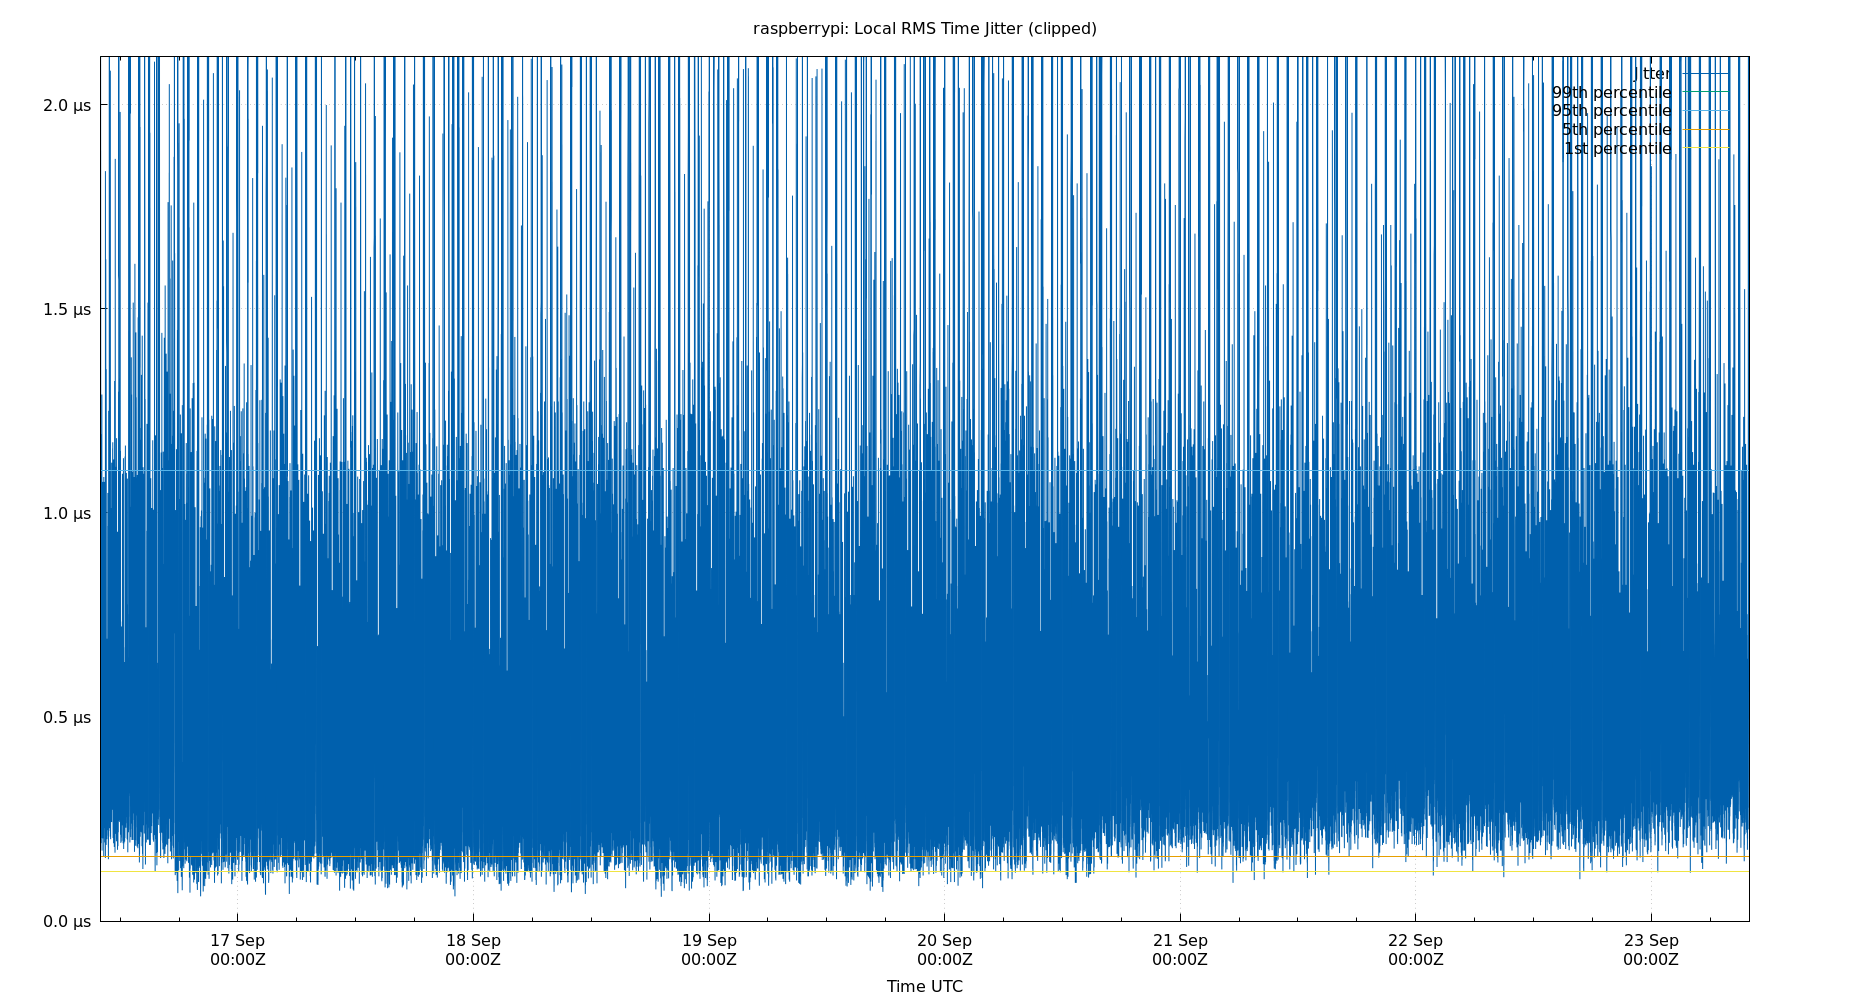 raspberrypi: Local RMS Time Jitter (clipped)
Jitter
99th percentile
95th percentile
5th percentile
1st percentile
2.0 μs
1.5 μs
1.0 μs
0.5 μs
0.0 μs
17 Sep
00:00Z
18 Sep
00:00Z
19 Sep
00:00Z
20 Sep
00:00Z
21 Sep
00:00Z
22 Sep
00:00Z
23 Sep
00:00Z
Time UTC